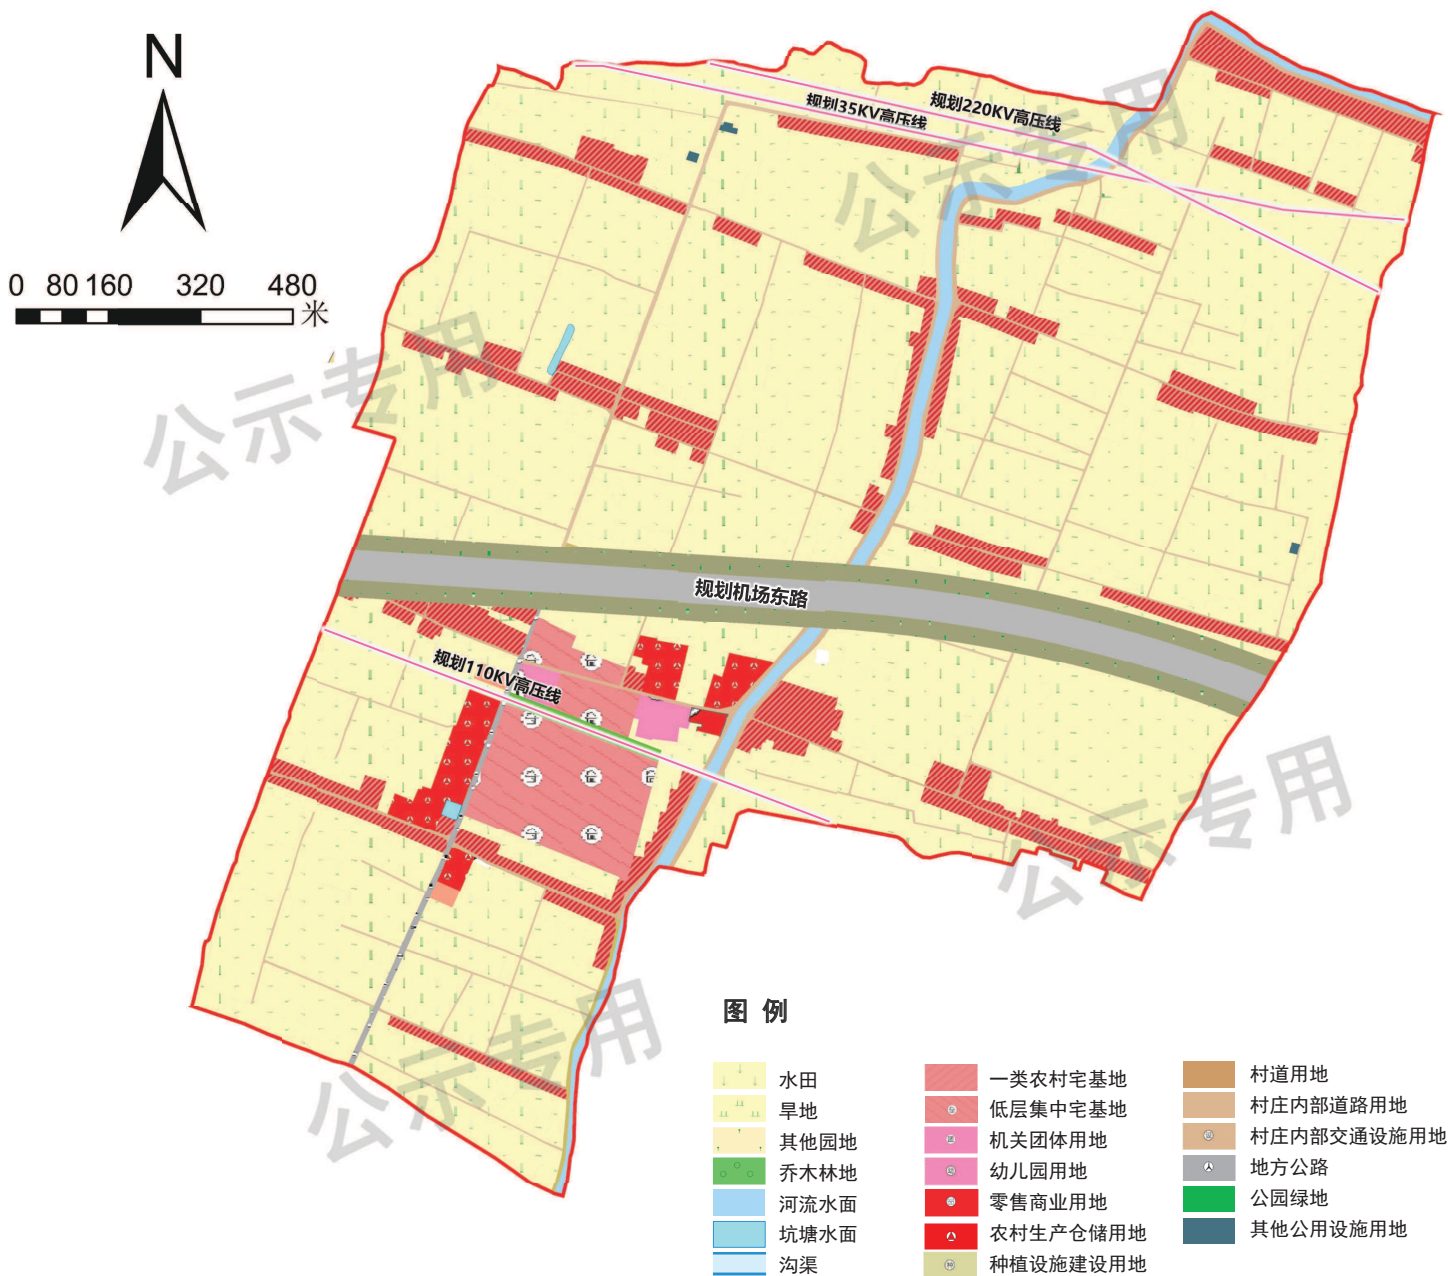 N
0 80 160 320 480
米
规划35KV高压线
规划220KV高压线
公示专用
公示专用
规划机场东路
规划110KV高压线
公示专用
公示专用
图 例
水田
旱地
其他园地
乔木林地
河流水面
坑塘水面
沟渠
一类农村宅基地
低层集中宅基地
机关团体用地
幼儿园用地
零售商业用地
农村生产仓储用地
种植设施建设用地
村道用地
村庄内部道路用地
村庄内部交通设施用地
地方公路
公园绿地
其他公用设施用地